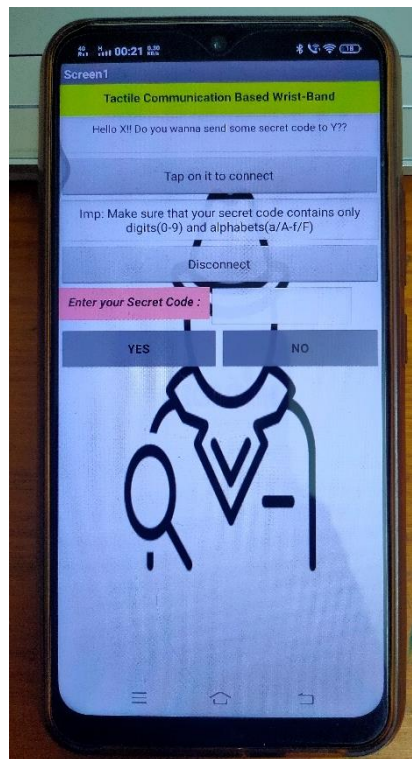 00:21
18
Screen1
Tactile Communication Based Wrist-Band
Hello X!! Do you wanna send some secret code to Y??
Tap on it to connect
Imp: Make sure that your secret code contains only
digits(0-9) and alphabets(a/A-f/F)
Disconnect
Enter your Secret Code :
YES NO